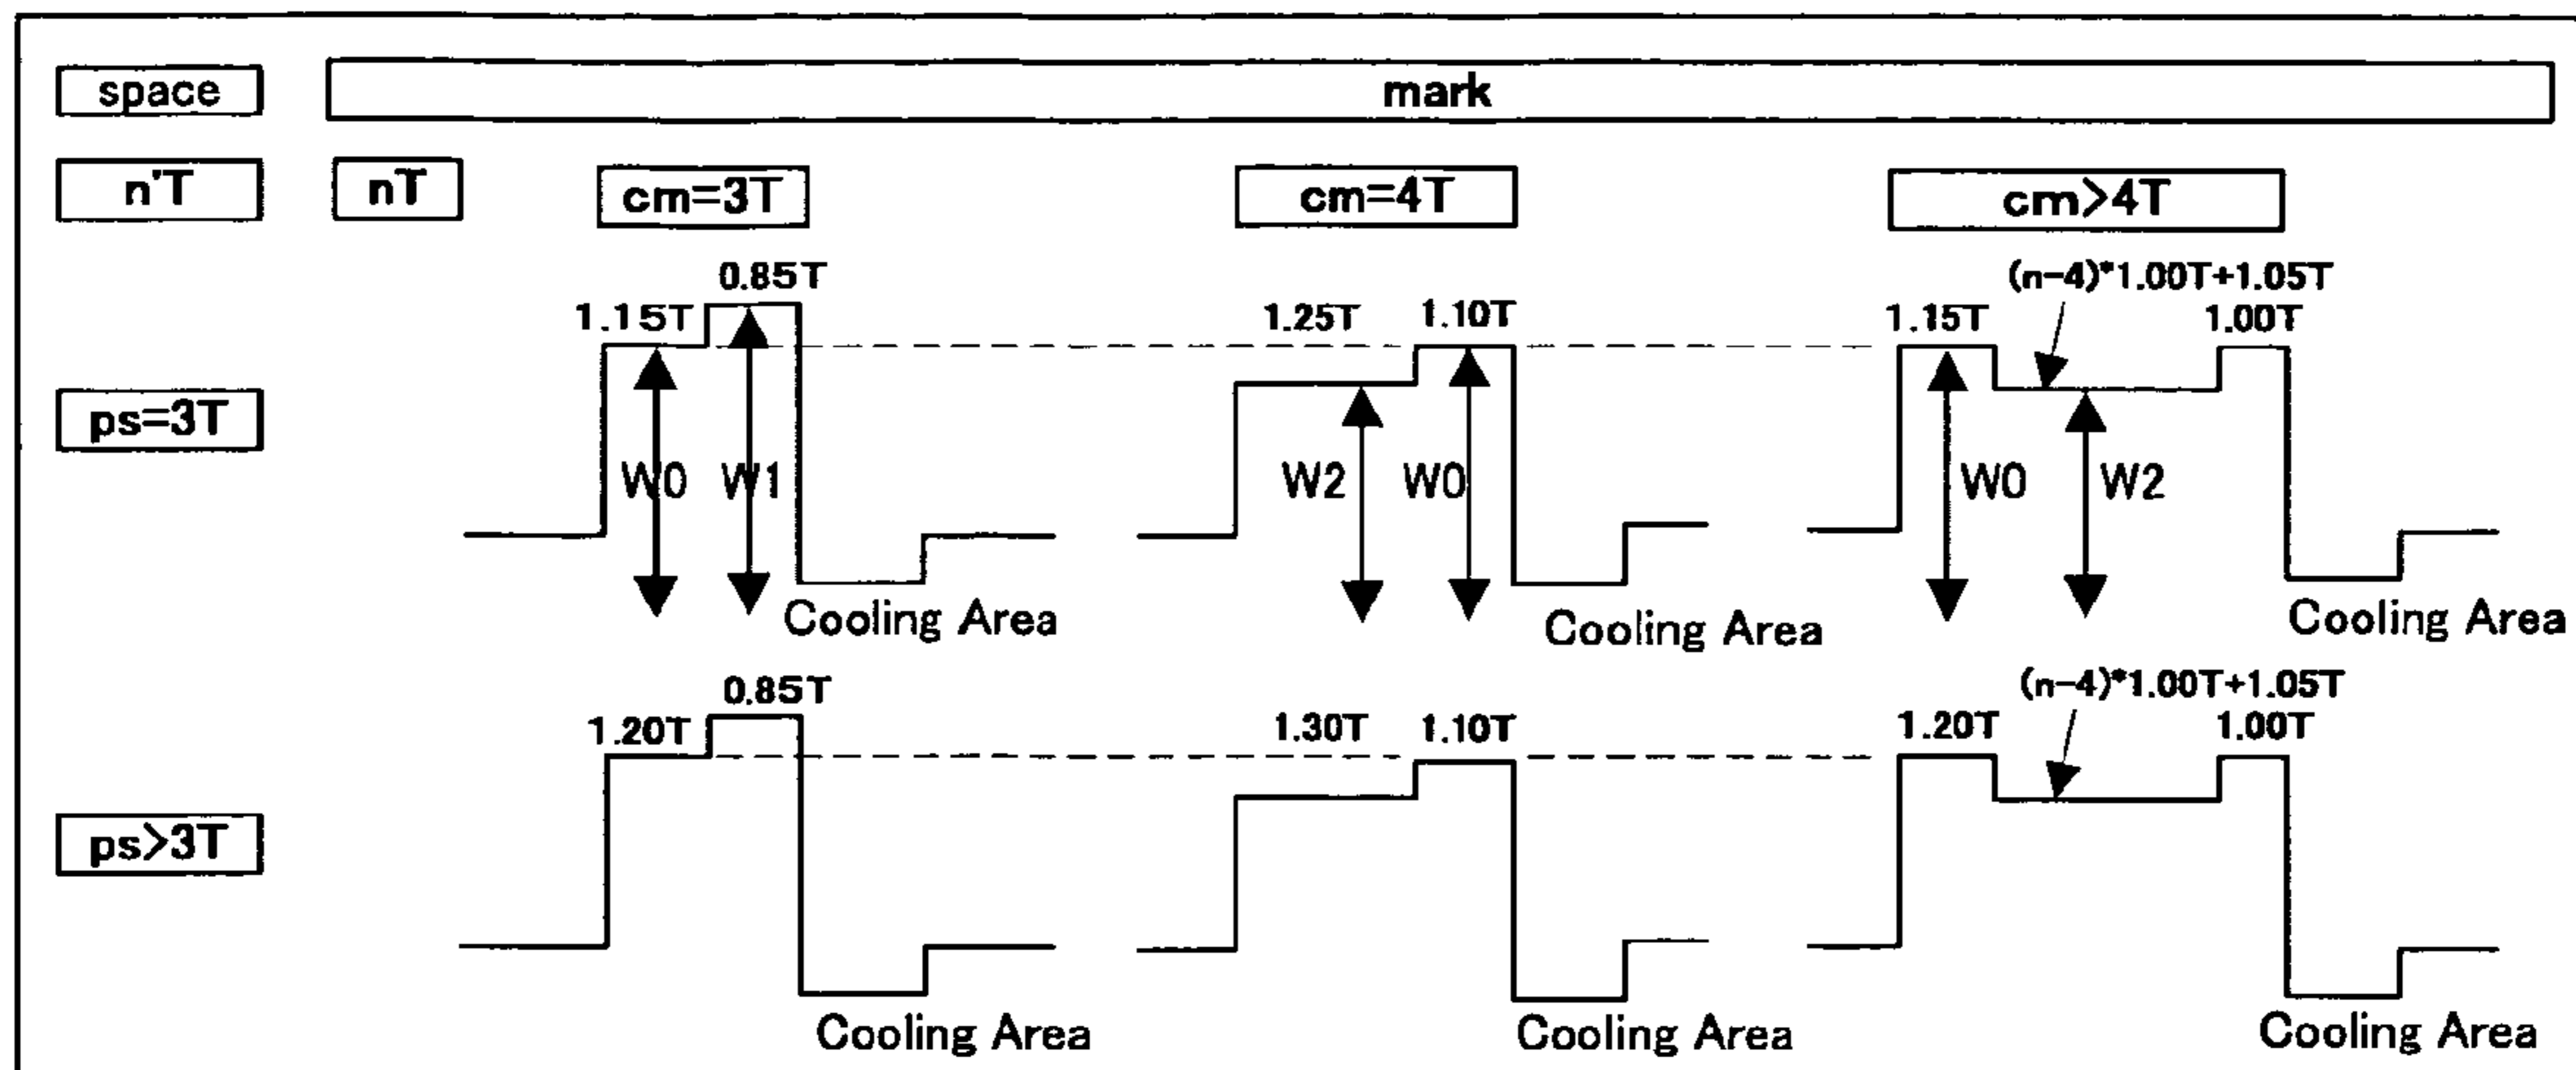 space
mark
n'T
nT
cm=3T
cm=4T
cm>4T
0.85T
(n-4)*1.00T+1.05T
1.15T
1.25T
1.10T
1.15T
1.00T
ps=3T
W0
W1
W2
W0
W0
W2
Cooling Area
Cooling Area
Cooling Area
0.85T
(n-4)*1.00T+1.05T
1.20T
1.30T
1.10T
1.20T
1.00T
ps>3T
Cooling Area
Cooling Area
Cooling Area